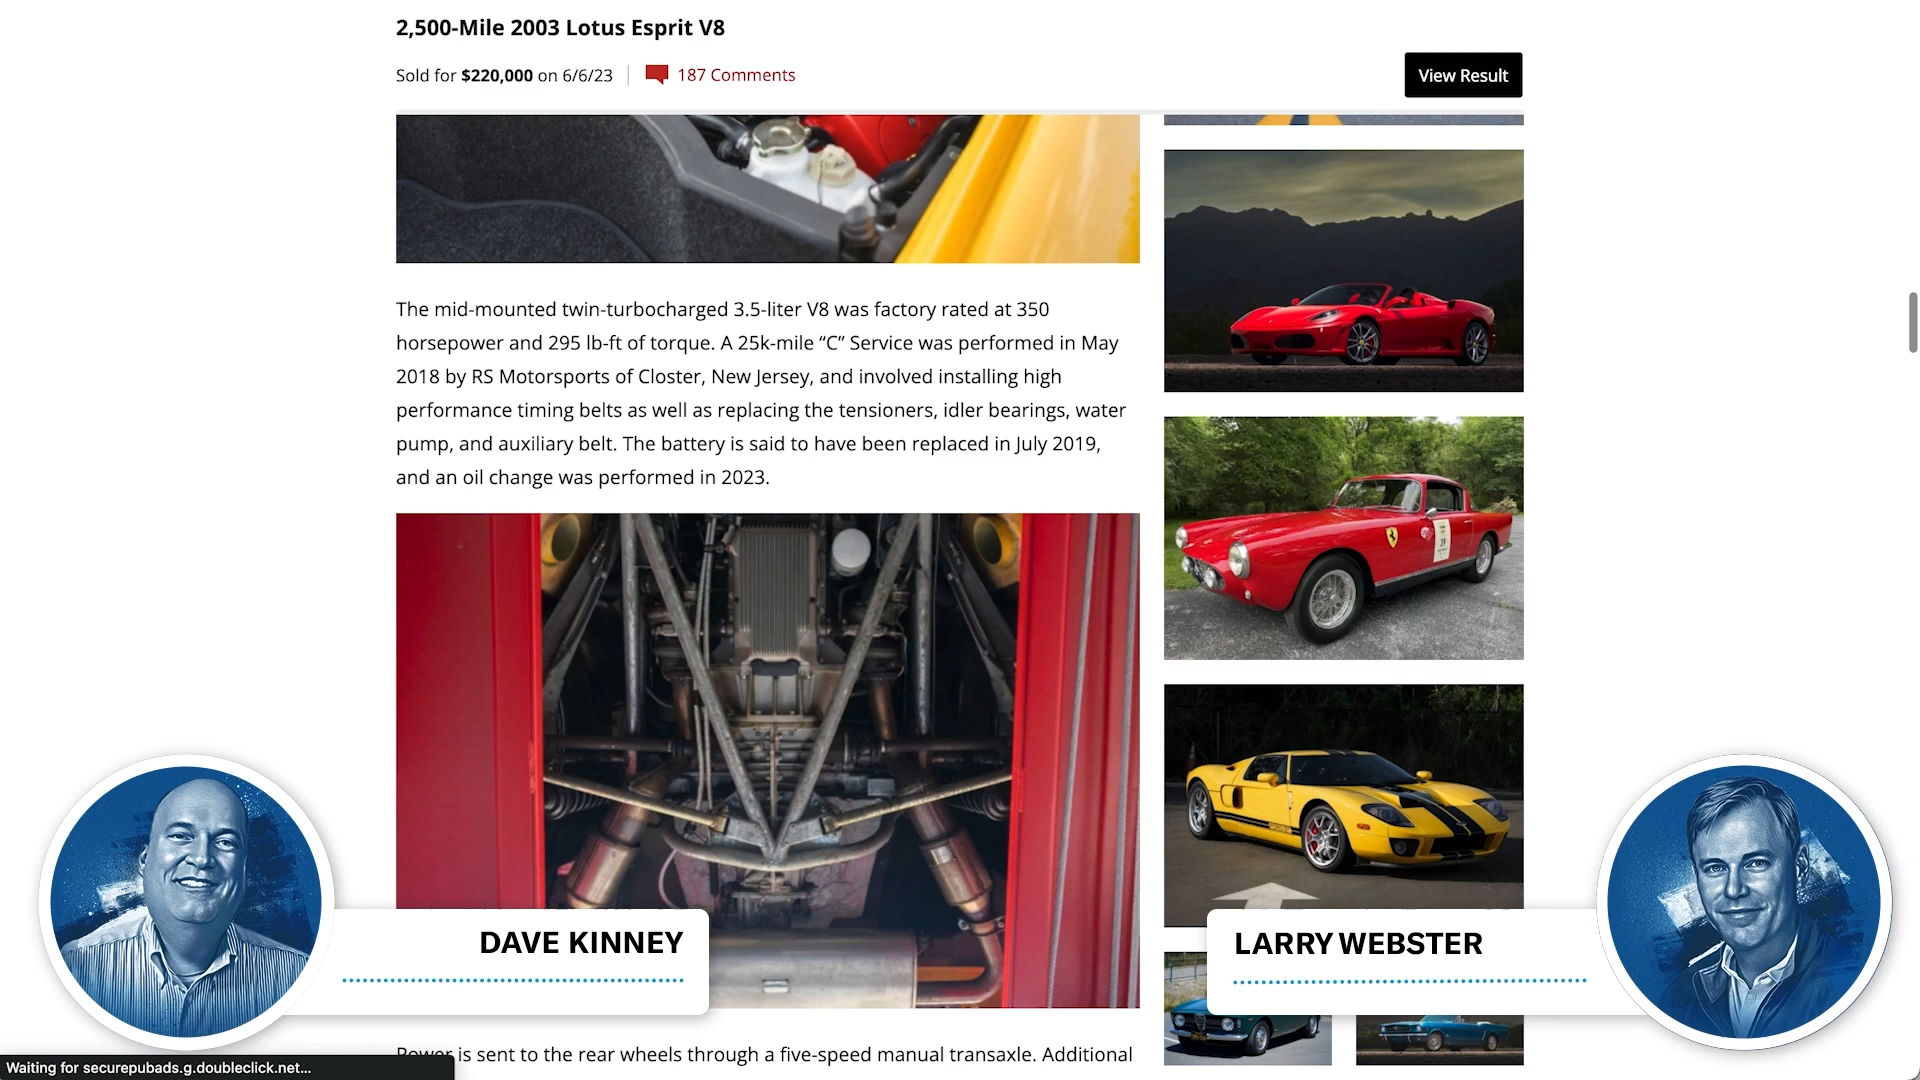 2,500-Mile 2003 Lotus Esprit V8
Sold for $220,000 on 6/6/23
187 Comments
View Result
The mid-mounted twin-turbocharged 3.5-liter V8 was factory rated at 350
horsepower and 295 lb-ft of torque. A 25k-mile “C” Service was performed in May
2018 by RS Motorsports of Closter, New Jersey, and involved installing high
performance timing belts as well as replacing the tensioners, idler bearings, water
pump, and auxiliary belt. The battery is said to have been replaced in July 2019,
and an oil change was performed in 2023.
DAVE KINNEY
LARRY WEBSTER
Power is sent to the rear wheels through a five-speed manual transaxle. Additional
Waiting for securepubads.g.doubleclick.net...